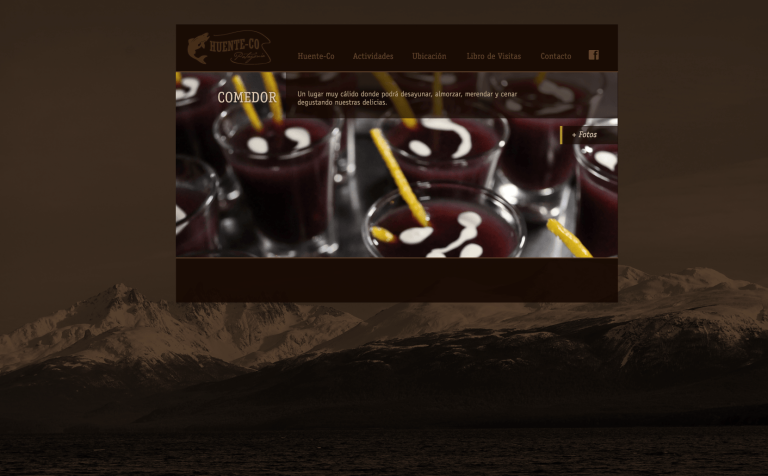 HUENTE-CO
Huente-Co
Actividades
Ubicación
Libro de Visitas
Contacto
COMEDOR
Un lugar muy cálido donde podrá desayunar, almorzar, merendar y cenar
degustando nuestras delicias.
+ Fotos